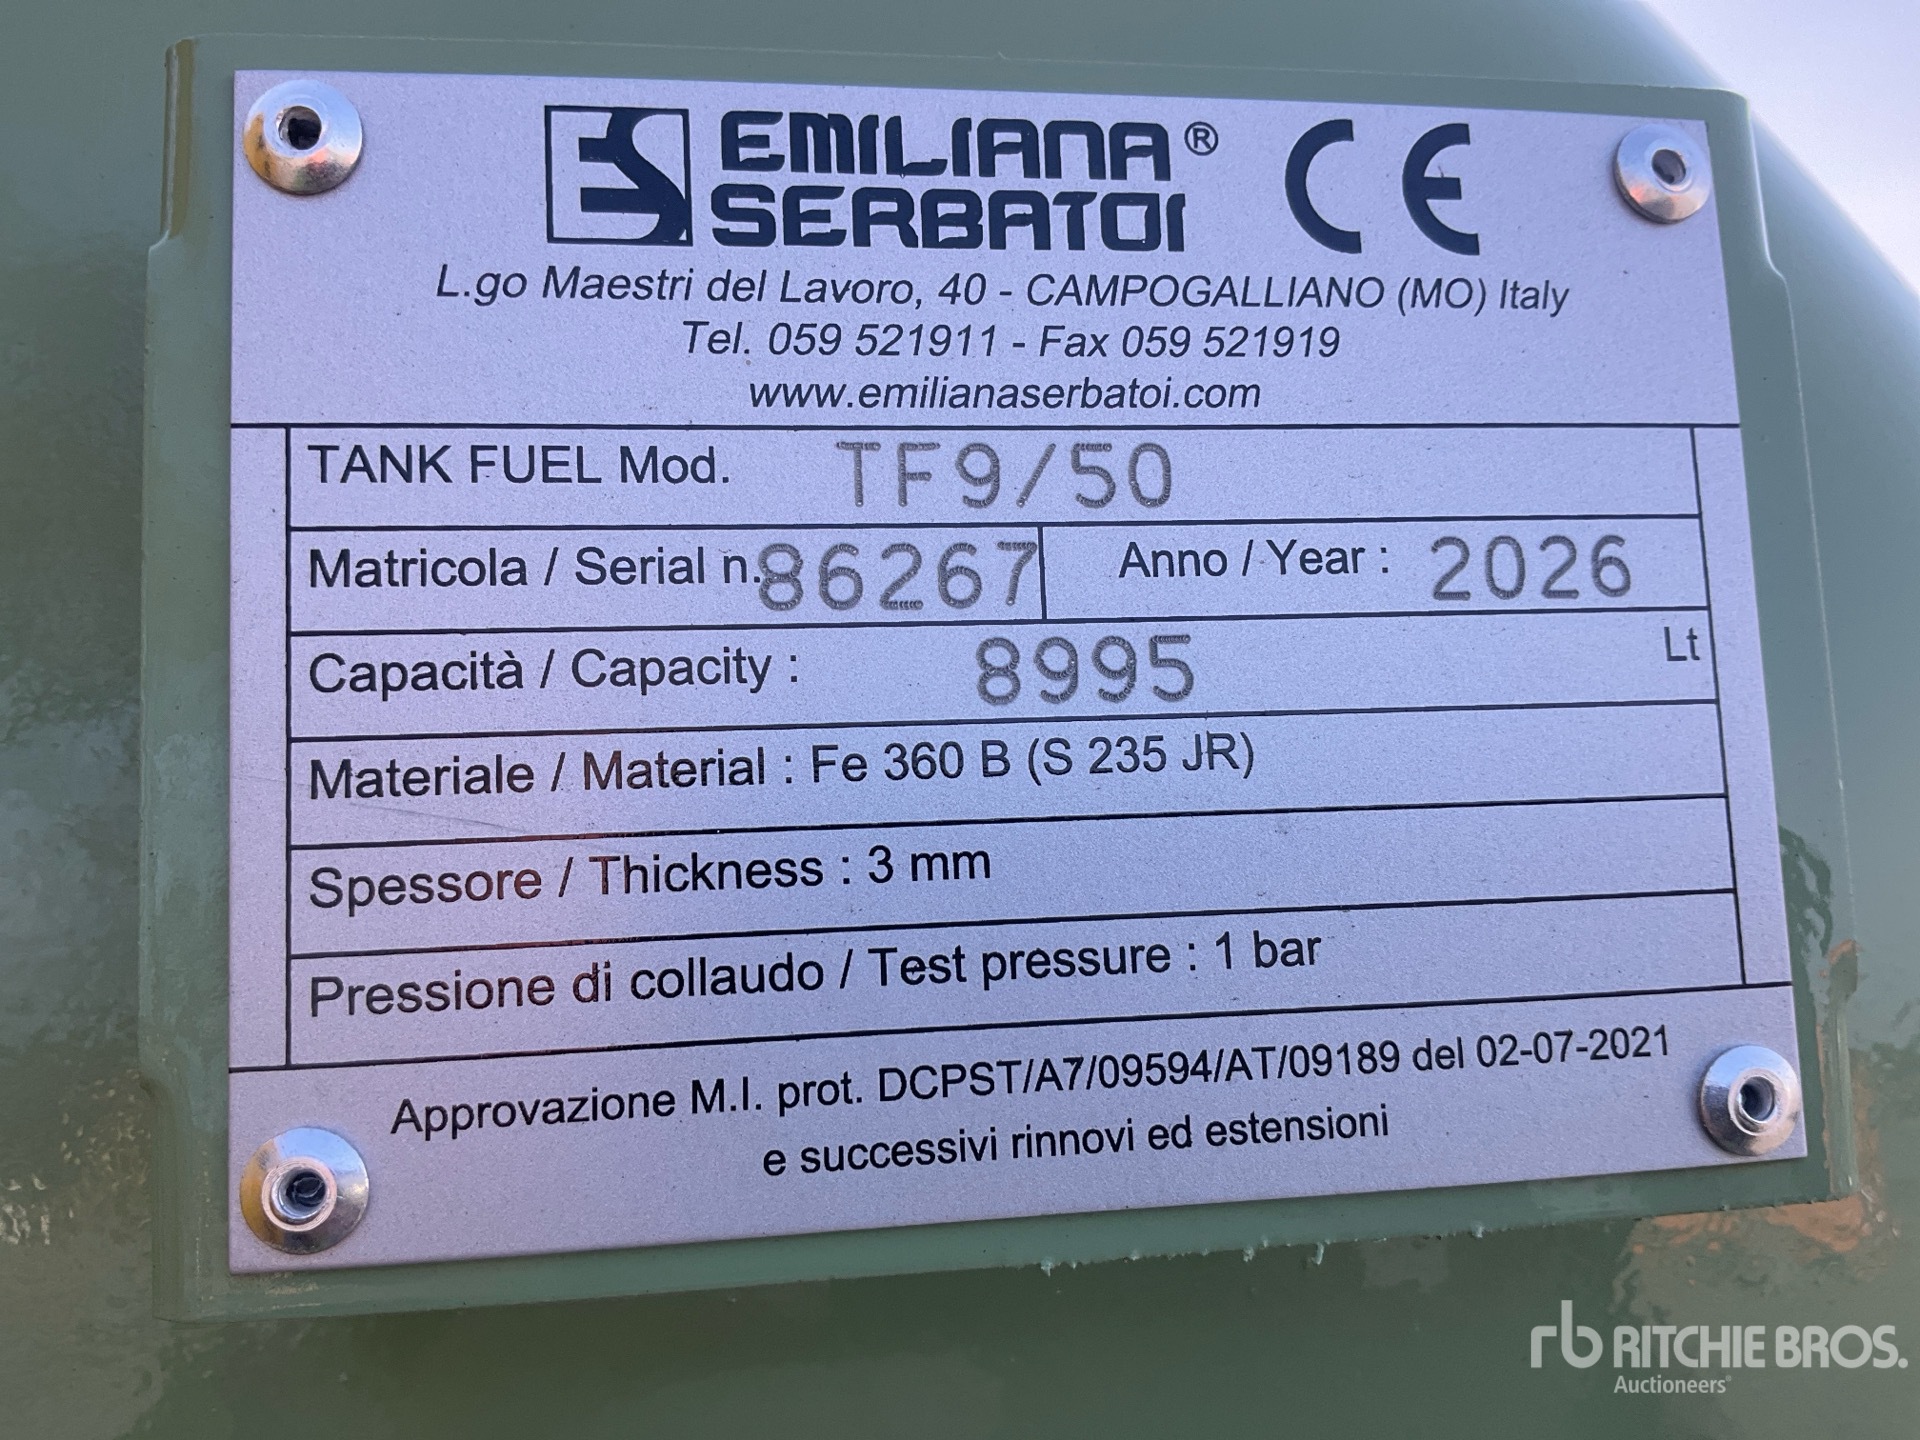 ES EMILIANA® CE
SERBATOI
L.go Maestri del Lavoro, 40 - CAMPOGALLIANO (MO) Italy
Tel. 059 521911 - Fax 059 521919
www.emilianaserbatoi.com
TANK FUEL Mod. TF9/50
Matricola / Serial n. 86267 Anno / Year : 2026
Capacità / Capacity : 8995 Lt
Materiale / Material : Fe 360 B (S 235 JR)
Spessore / Thickness : 3 mm
Pressione di collaudo / Test pressure : 1 bar
Approvazione M.I. prot. DCPST/A7/09594/AT/09189 del 02-07-2021
e successivi rinnovi ed estensioni
rb RITCHIE BROS.
Auctioneers